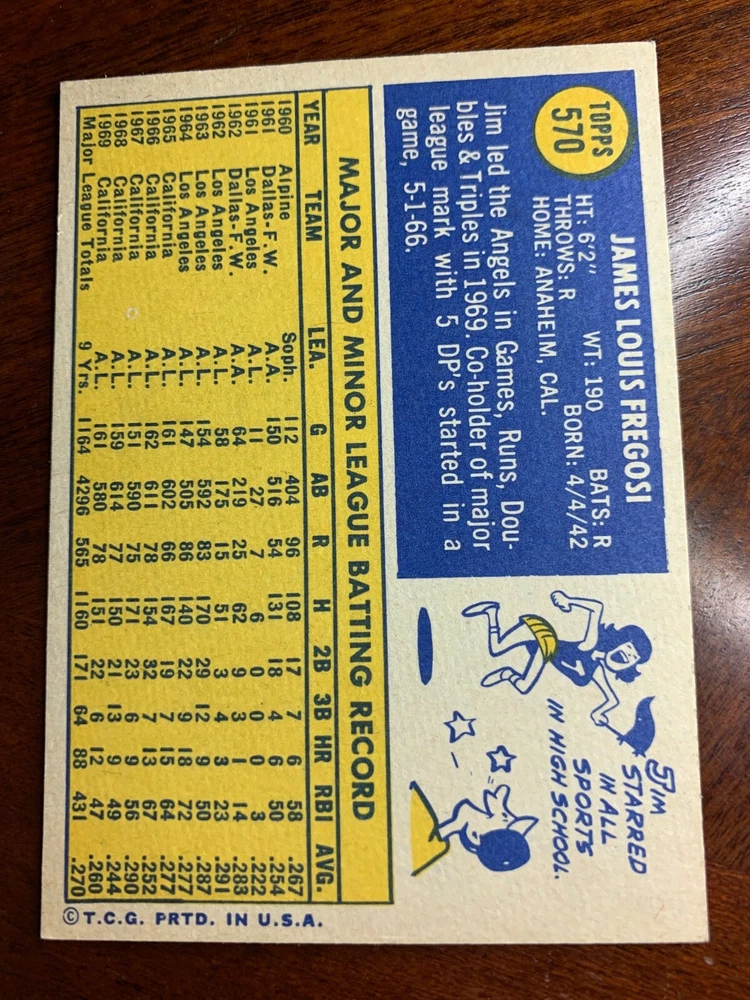 TOPPS
570
JAMES LOUIS FREGOSI
HT: 6'2" WT: 190 BATS: R
THROWS: R BORN: 4/4/42
HOME: ANAHEIM, CAL.
Jim led the Angels in Games, Runs, Dou-
bles & Triples in 1969. Co-holder of major
league mark with 5 DP's started in a
game, 5-1-66.
JIM
STARRED
IN ALL
SPORTS
IN HIGH SCHOOL.
MAJOR AND MINOR LEAGUE BATTING RECORD
YEAR TEAM LEA. G AB R H 2B 3B HR RBI AVG.
1960 Alpine Soph. 112 404 96 108 17 7 6 58 .267
1961 Dallas-F.W. A.A. 150 516 54 131 18 4 6 50 .254
1961 Los Angeles A.L. 11 27 7 6 0 0 0 3 .222
1962 Dallas-F.W. A.A. 64 219 25 62 9 3 1 14 .283
1962 Los Angeles A.L. 58 175 15 51 3 4 3 23 .291
1963 Los Angeles A.L. 154 592 83 170 29 12 9 50 .287
1964 Los Angeles A.L. 147 505 86 140 22 9 18 72 .277
1965 California A.L. 161 602 66 167 19 7 15 64 .277
1966 California A.L. 162 611 78 154 32 7 13 67 .252
1967 California A.L. 151 590 75 171 23 6 9 56 .290
1968 California A.L. 159 614 77 150 21 13 9 49 .244
1969 California A.L. 161 580 78 151 22 6 12 47 .260
Major League Totals 9 Yrs. 1164 4296 565 1160 171 64 88 431 .270
© T.C.G. PRTD. IN U.S.A.